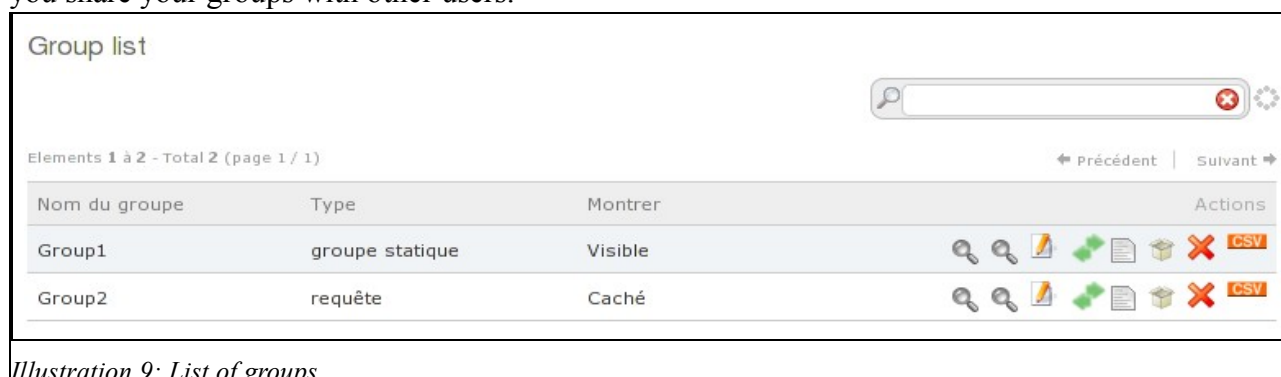 you share your groups with other users.
Group list
Elements 1 à 2 - Total 2 (page 1 / 1)
Précédent | Suivant
Nom du groupe Type Montrer Actions
Group1 groupe statique Visible CSV
Group2 requête Caché CSV
Illustration 9: List of groups